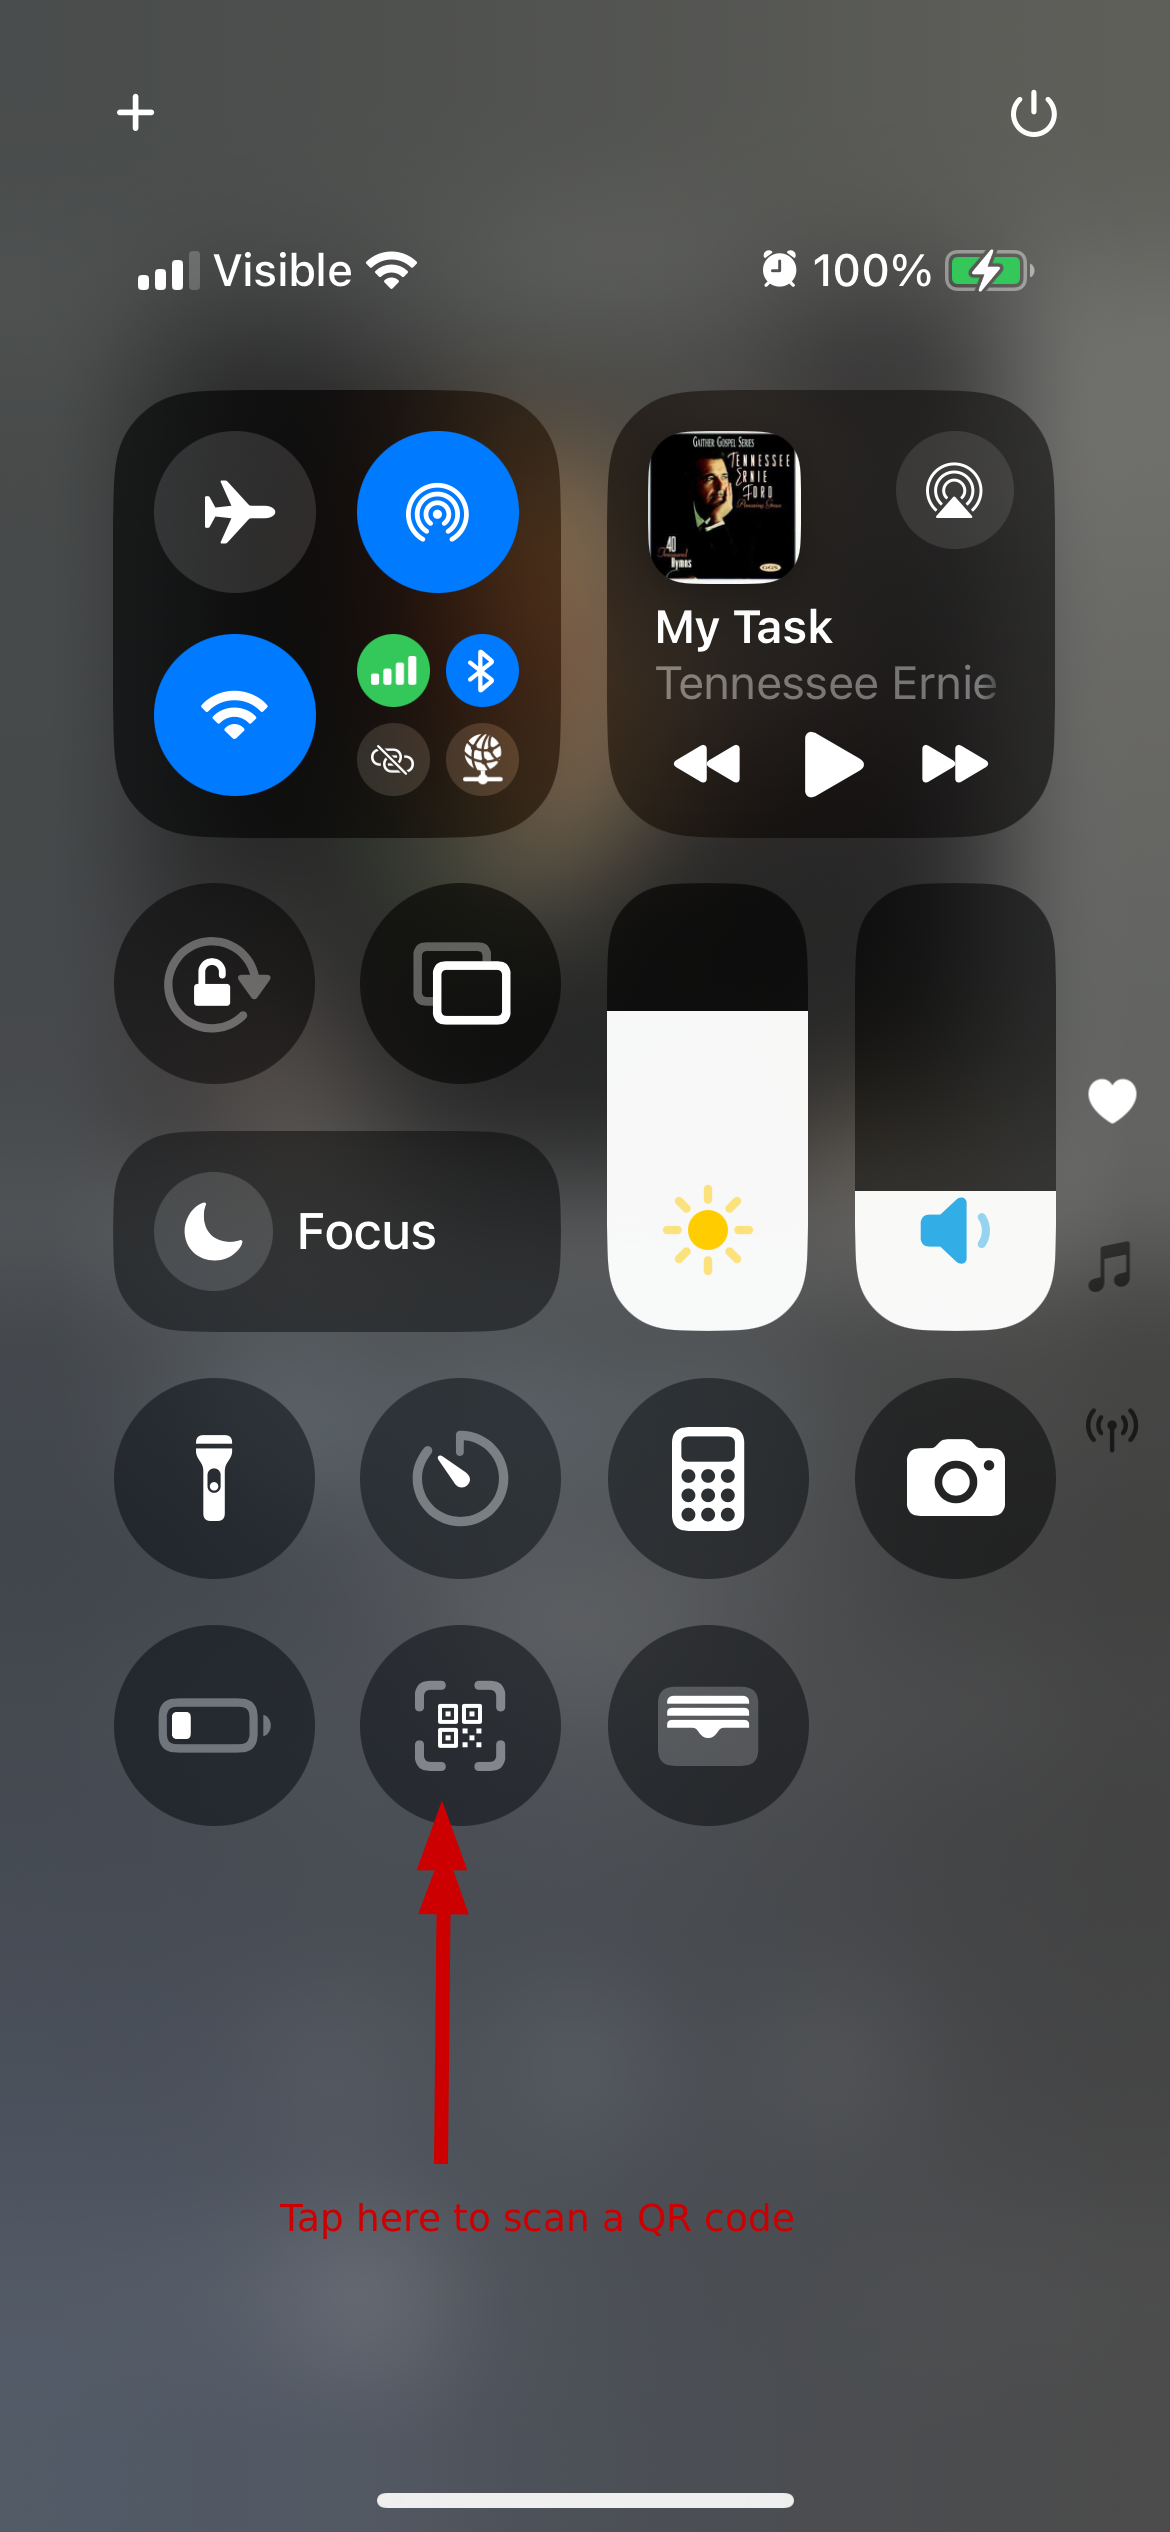 Visible
100%
GAITHER GOSPEL SERIES
TENNESSEE
ERNIE
FORD
40
Hymns
My Task
Tennessee Ernie
Focus
Tap here to scan a QR code